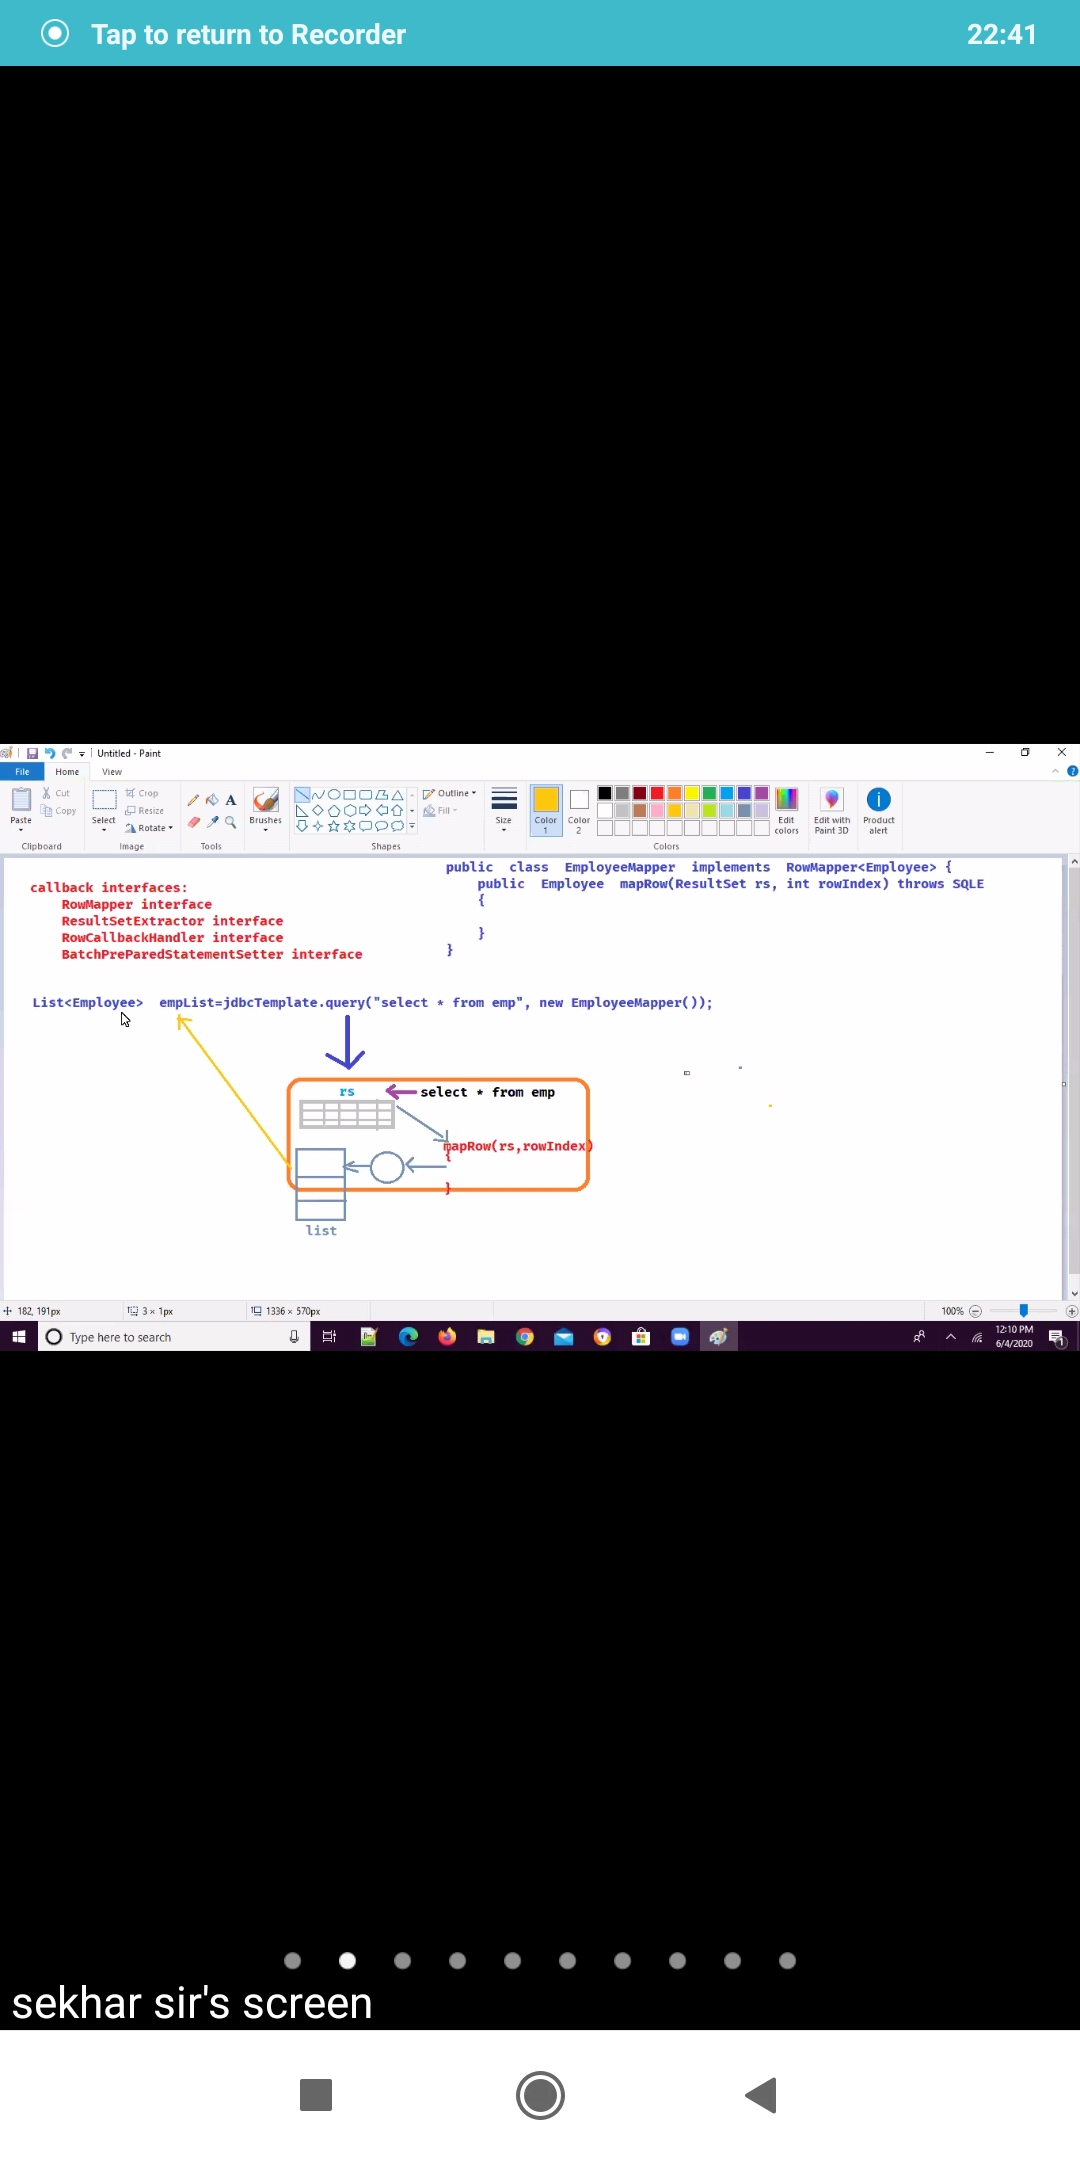 Tap to return to Recorder 22:41
Untitled - Paint
File Home View
Cut
Copy
Paste
Clipboard
Select
Crop
Resize
Rotate
Image
Tools
Brushes
Shapes
Outline
Fill
Size
Color 1
Color 2
Colors
Edit colors
Edit with Paint 3D
Product alert
callback interfaces:
RowMapper interface
ResultSetExtractor interface
RowCallbackHandler interface
BatchPreParedStatementSetter interface
public class EmployeeMapper implements RowMapper<Employee> {
public Employee mapRow(ResultSet rs, int rowIndex) throws SQLE
{
}
}
List<Employee> empList=jdbcTemplate.query("select * from emp", new EmployeeMapper());
rs select * from emp
mapRow(rs,rowIndex)
{
}
list
182, 191px 3 × 1px 1336 × 570px 100%
Type here to search
12:10 PM
6/4/2020
1
sekhar sir's screen